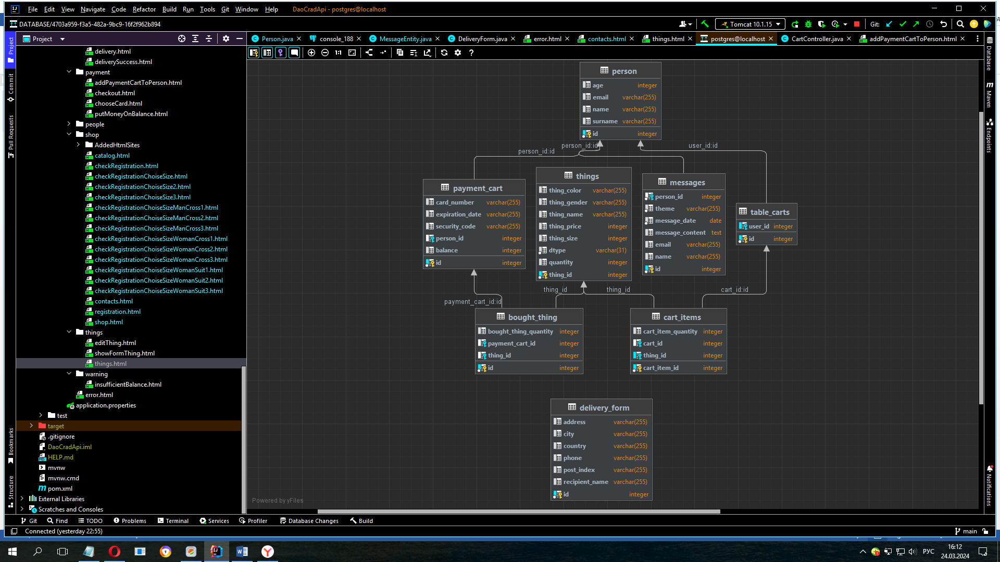 File Edit View Navigate Code Refactor Build Run Tools Git Window Help DaoCradApi - postgres@localhost
DATABASE/4703a959-f3a5-482a-9bc9-16f2f962b894
Tomcat 10.1.15
Git:
Project
Person.java
console_188
MessageEntity.java
DeliveryForm.java
error.html
contacts.html
things.html
postgres@localhost
CartController.java
addPaymentCartToPerson.html
1:1
Project
Commit
Pull Requests
Bookmarks
Structure
delivery.html
deliverySuccess.html
payment
addPaymentCartToPerson.html
checkout.html
chooseCard.html
putMoneyOnBalance.html
people
shop
AddedHtmlSites
catalog.html
checkRegistration.html
checkRegistrationChoiseSize.html
checkRegistrationChoiseSize2.html
checkRegistrationChoiseSize3.html
checkRegistrationChoiseSizeManCross1.html
checkRegistrationChoiseSizeManCross2.html
checkRegistrationChoiseSizeManCross3.html
checkRegistrationChoiseSizeWomanCross1.html
checkRegistrationChoiseSizeWomanCross2.html
checkRegistrationChoiseSizeWomanCross3.html
checkRegistrationChoiseSizeWomanSuit1.html
checkRegistrationChoiseSizeWomanSuit2.html
checkRegistrationChoiseSizeWomanSuit3.html
contacts.html
registration.html
shop.html
things
editThing.html
showFormThing.html
things.html
warning
insufficientBalance.html
error.html
application.properties
test
target
.gitignore
DaoCradApi.iml
HELP.md
mvnw
mvnw.cmd
pom.xml
External Libraries
Scratches and Consoles
person
age integer
email varchar(255)
name varchar(255)
surname varchar(255)
id integer
person_id:id
person_id:id
user_id:id
payment_cart
card_number varchar(255)
expiration_date varchar(255)
security_code varchar(255)
person_id integer
balance integer
id integer
things
thing_color varchar(255)
thing_gender varchar(255)
thing_name varchar(255)
thing_price integer
thing_size integer
dtype varchar(31)
quantity integer
thing_id integer
messages
person_id integer
theme varchar(255)
message_date date
message_content text
email varchar(255)
name varchar(255)
id integer
table_carts
user_id integer
id integer
thing_id
thing_id
cart_id:id
payment_cart_id:id
bought_thing
bought_thing_quantity integer
payment_cart_id integer
thing_id integer
id integer
cart_items
cart_item_quantity integer
cart_id integer
thing_id integer
cart_item_id integer
delivery_form
address varchar(255)
city varchar(255)
country varchar(255)
phone varchar(255)
post_index varchar(255)
recipient_name varchar(255)
id integer
Powered by yFiles
Database
Maven
Endpoints
Notifications
Git Find TODO Problems Terminal Services Profiler Database Changes Build
Connected (yesterday 22:55)
main
РУС
16:12
24.03.2024